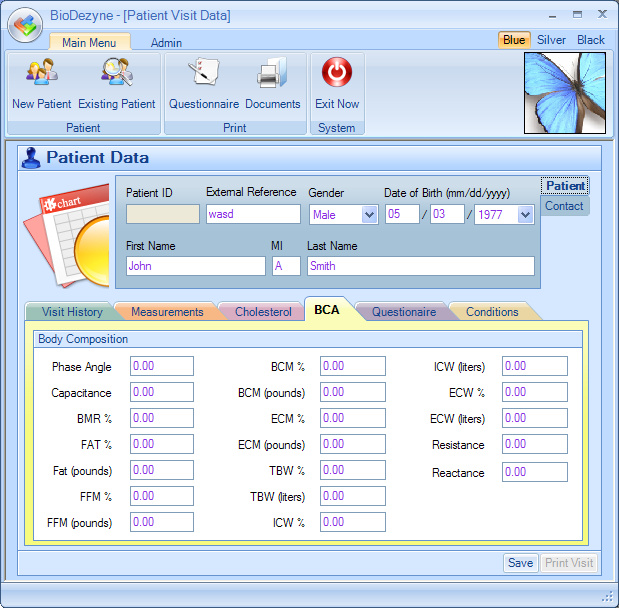 BioDezyne - [Patient Visit Data]
Main Menu Admin Blue Silver Black
New Patient Existing Patient Questionnaire Documents Exit Now
Patient Print System
Patient Data
chart
Patient ID External Reference Gender Date of Birth (mm/dd/yyyy) Patient
wasd Male 05 / 03 / 1977 Contact
First Name MI Last Name
John A Smith
Visit History Measurements Cholesterol BCA Questionaire Conditions
Body Composition
Phase Angle 0.00 BCM % 0.00 ICW (liters) 0.00
Capacitance 0.00 BCM (pounds) 0.00 ECW % 0.00
BMR % 0.00 ECM % 0.00 ECW (liters) 0.00
FAT % 0.00 ECM (pounds) 0.00 Resistance 0.00
Fat (pounds) 0.00 TBW % 0.00 Reactance 0.00
FFM % 0.00 TBW (liters) 0.00
FFM (pounds) 0.00 ICW % 0.00
Save Print Visit